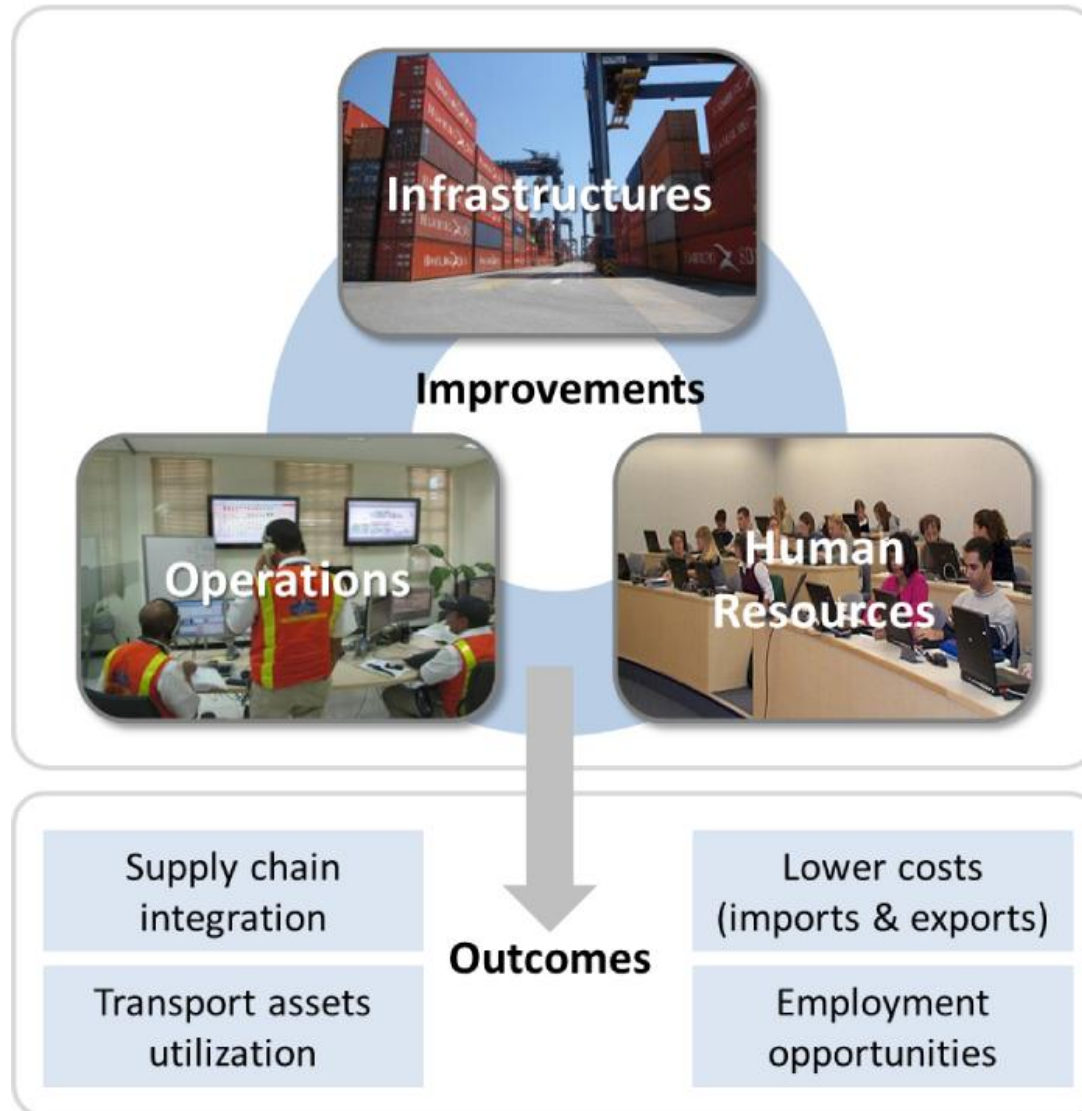 Infrastructures
Improvements
Operations
Human
Resources
Supply chain
integration
Transport assets
utilization
Outcomes
Lower costs
(imports & exports)
Employment
opportunities